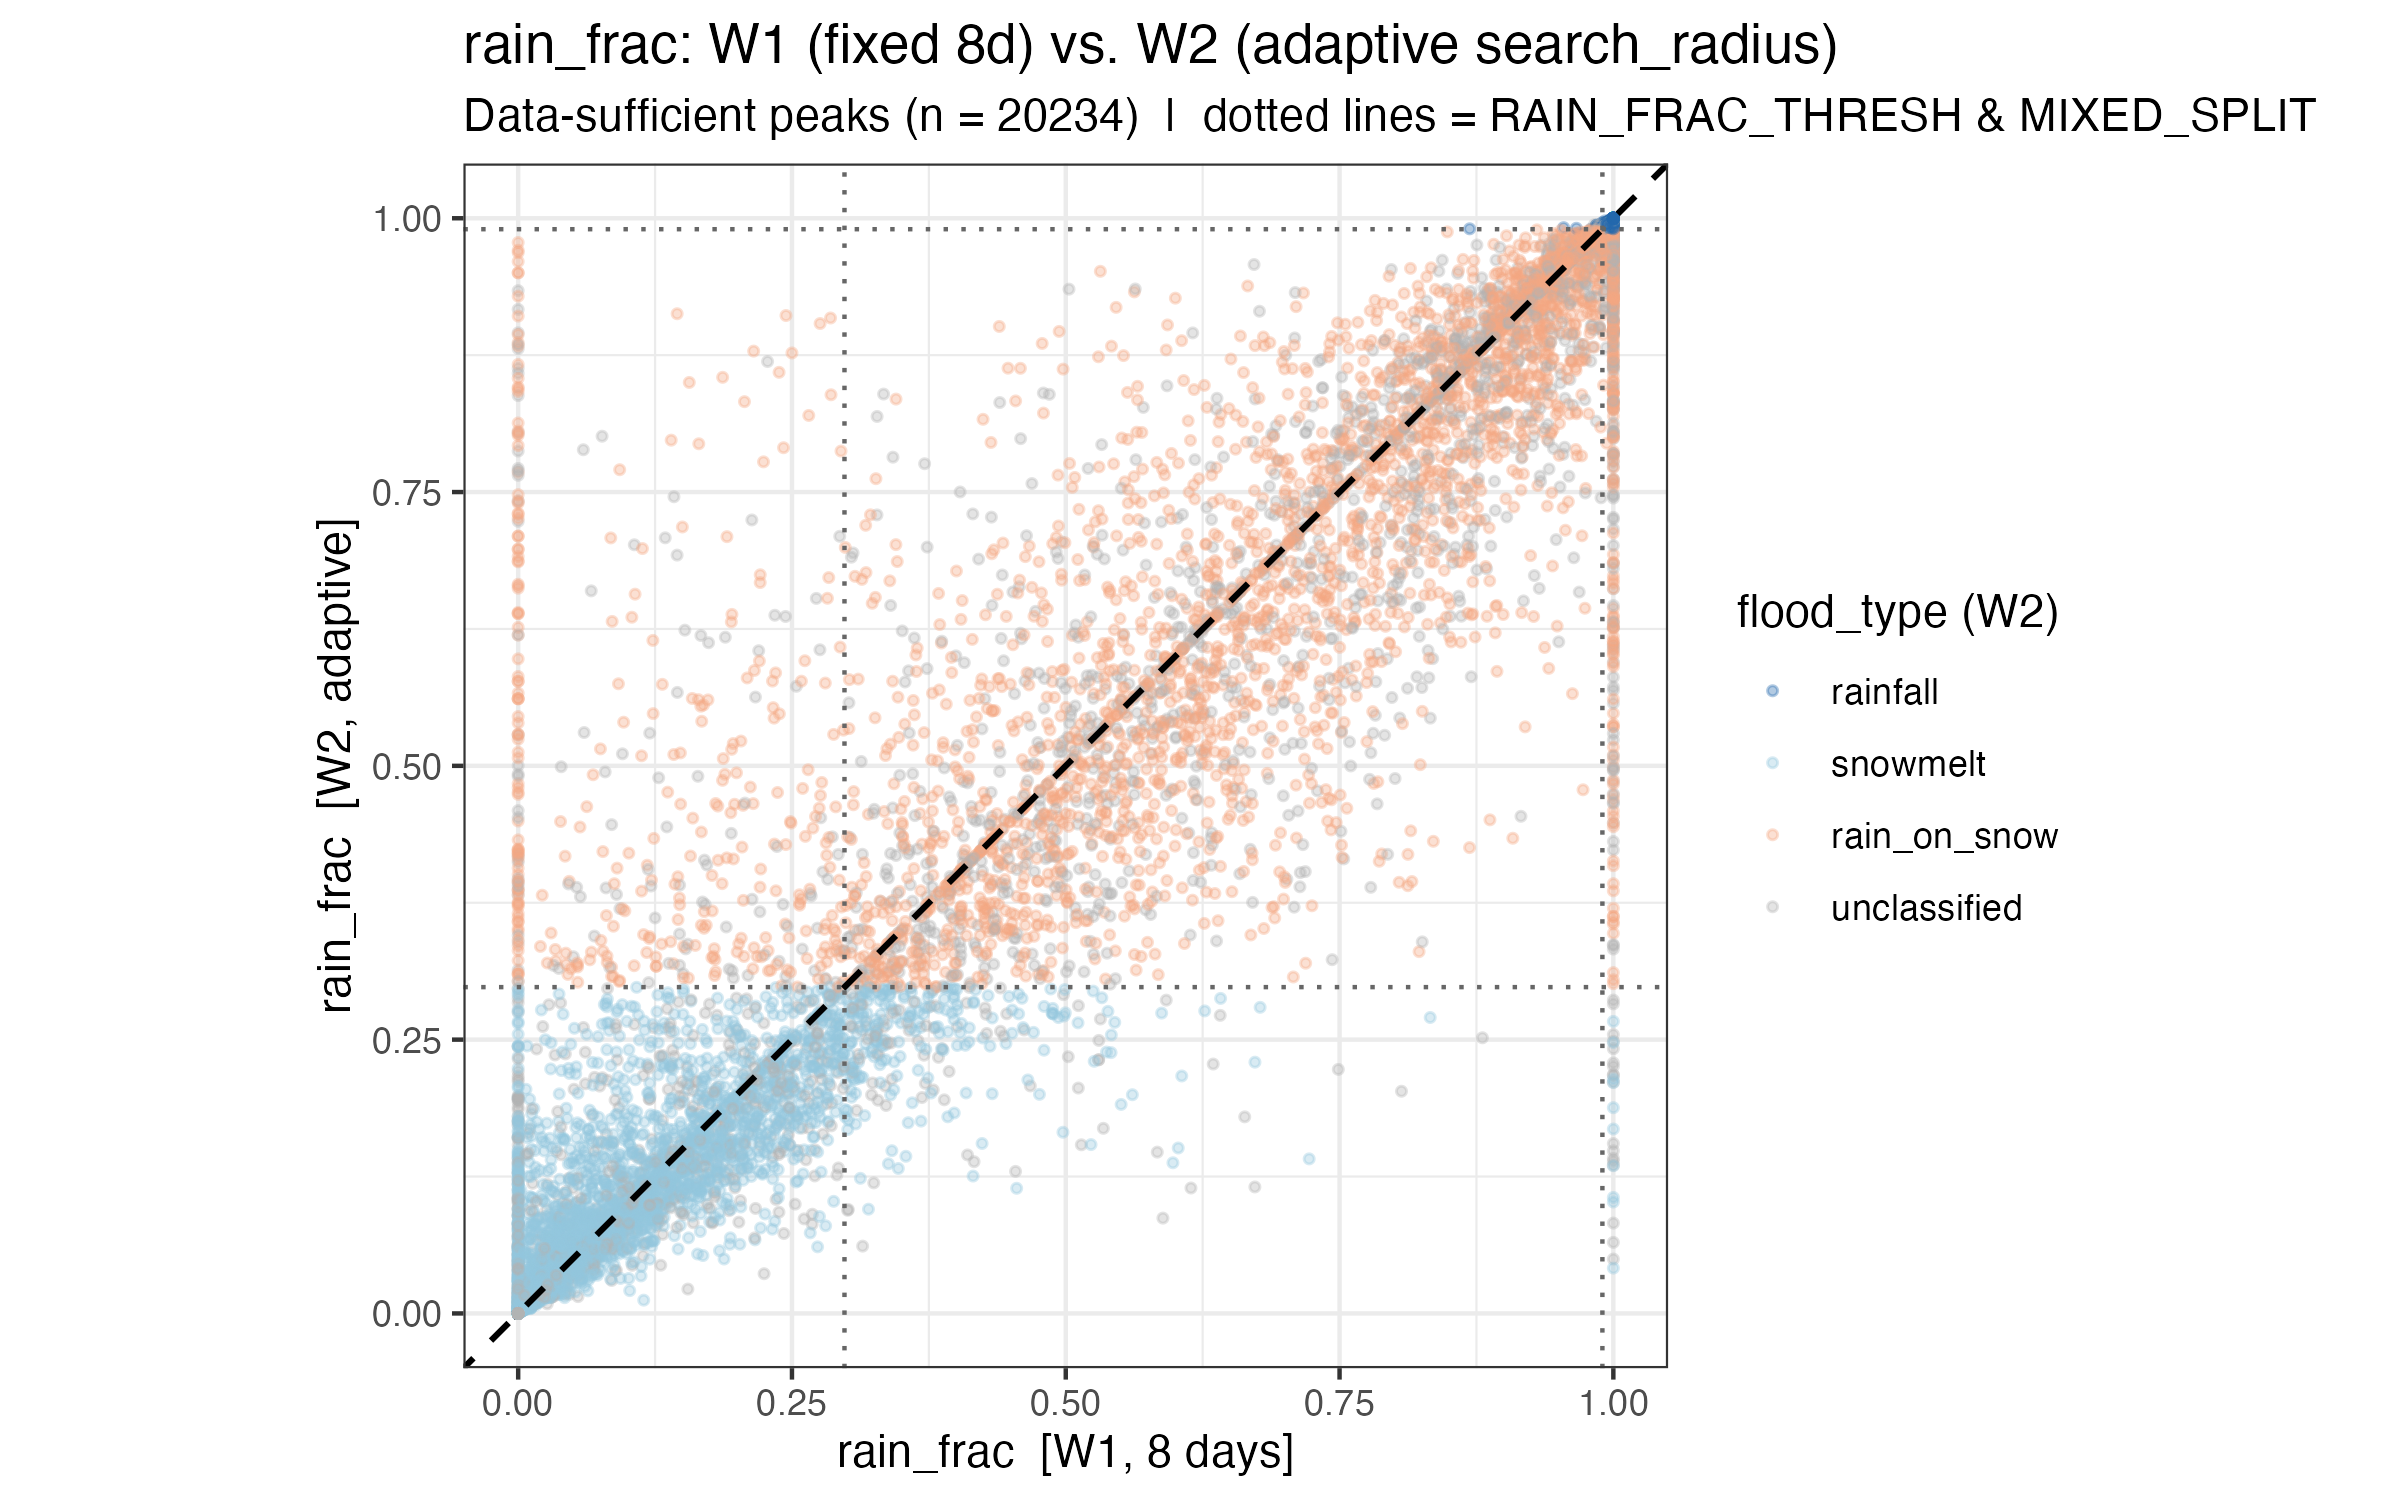 rain_frac: W1 (fixed 8d) vs. W2 (adaptive search_radius)
Data-sufficient peaks (n = 20234)  |  dotted lines = RAIN_FRAC_THRESH & MIXED_SPLIT
rain_frac  [W2, adaptive]
1.00
0.75
0.50
0.25
0.00
0.00
0.25
0.50
0.75
1.00
rain_frac  [W1, 8 days]
flood_type (W2)
rainfall
snowmelt
rain_on_snow
unclassified